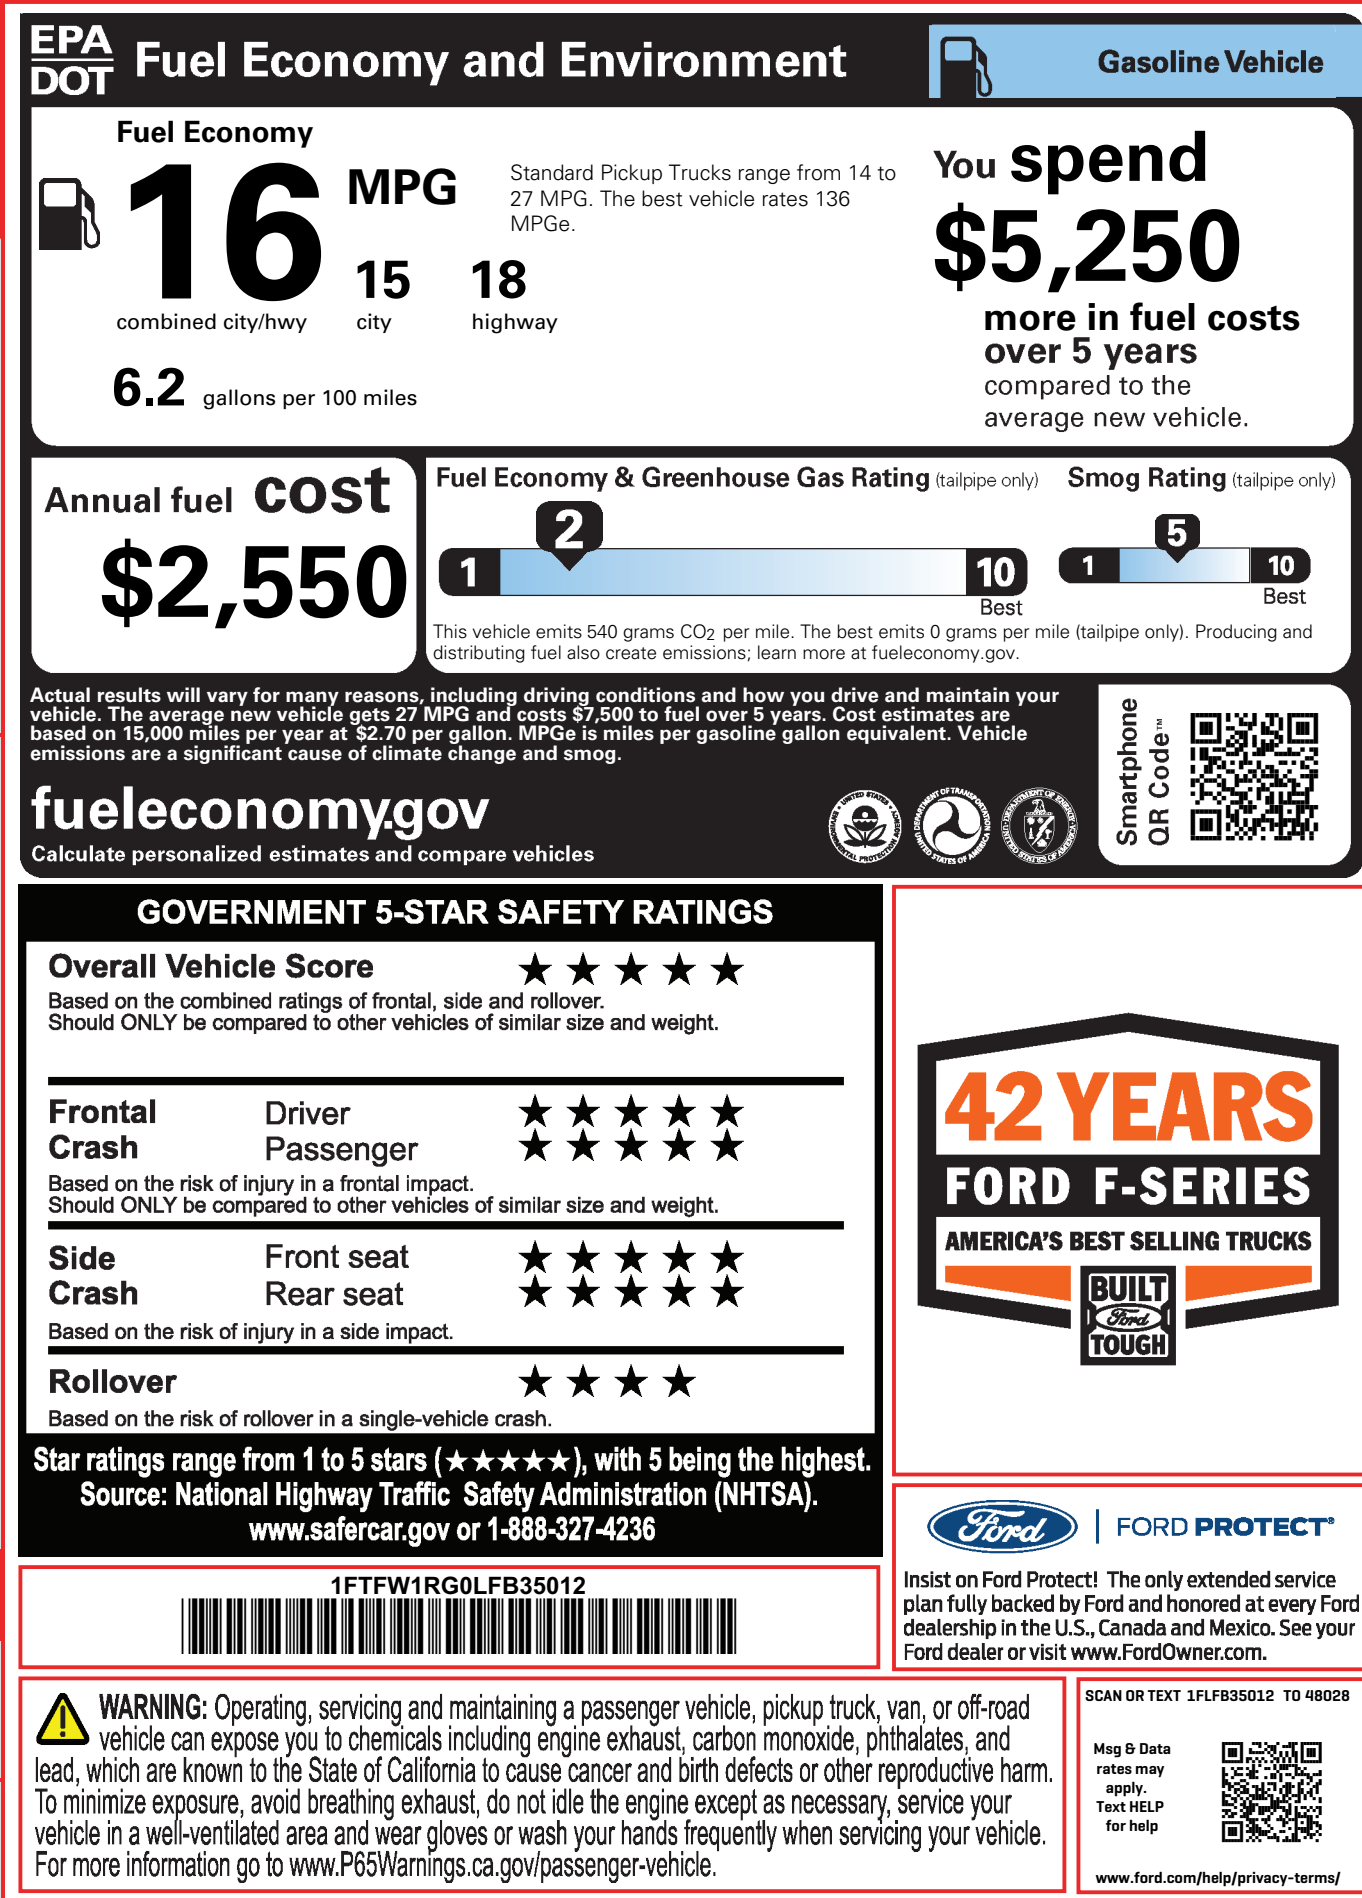 EPA
DOT
Fuel Economy and Environment
Gasoline Vehicle
Fuel Economy
16
MPG
combined city/hwy
15
city
18
highway
6.2 gallons per 100 miles
Standard Pickup Trucks range from 14 to
27 MPG. The best vehicle rates 136
MPGe.
You spend
$5,250
more in fuel costs
over 5 years
compared to the
average new vehicle.
Annual fuel cost
$2,550
Fuel Economy & Greenhouse Gas Rating (tailpipe only)
2
1
10
Best
Smog Rating (tailpipe only)
5
1
10
Best
This vehicle emits 540 grams CO2 per mile. The best emits 0 grams per mile (tailpipe only). Producing and
distributing fuel also create emissions; learn more at fueleconomy.gov.
Actual results will vary for many reasons, including driving conditions and how you drive and maintain your
vehicle. The average new vehicle gets 27 MPG and costs $7,500 to fuel over 5 years. Cost estimates are
based on 15,000 miles per year at $2.70 per gallon. MPGe is miles per gasoline gallon equivalent. Vehicle
emissions are a significant cause of climate change and smog.
fueleconomy.gov
Calculate personalized estimates and compare vehicles
Smartphone
QR Code™
GOVERNMENT 5-STAR SAFETY RATINGS
Overall Vehicle Score ★ ★ ★ ★ ★
Based on the combined ratings of frontal, side and rollover.
Should ONLY be compared to other vehicles of similar size and weight.
Frontal Driver ★ ★ ★ ★ ★
Crash Passenger ★ ★ ★ ★ ★
Based on the risk of injury in a frontal impact.
Should ONLY be compared to other vehicles of similar size and weight.
Side Front seat ★ ★ ★ ★ ★
Crash Rear seat ★ ★ ★ ★ ★
Based on the risk of injury in a side impact.
Rollover ★ ★ ★ ★
Based on the risk of rollover in a single-vehicle crash.
Star ratings range from 1 to 5 stars (★★★★★), with 5 being the highest.
Source: National Highway Traffic Safety Administration (NHTSA).
www.safercar.gov or 1-888-327-4236
42 YEARS
FORD F-SERIES
AMERICA'S BEST SELLING TRUCKS
BUILT
Ford
TOUGH
Ford | FORD PROTECT®
Insist on Ford Protect! The only extended service
plan fully backed by Ford and honored at every Ford
dealership in the U.S., Canada and Mexico. See your
Ford dealer or visit www.FordOwner.com.
1FTFW1RG0LFB35012
WARNING: Operating, servicing and maintaining a passenger vehicle, pickup truck, van, or off-road
vehicle can expose you to chemicals including engine exhaust, carbon monoxide, phthalates, and
lead, which are known to the State of California to cause cancer and birth defects or other reproductive harm.
To minimize exposure, avoid breathing exhaust, do not idle the engine except as necessary, service your
vehicle in a well-ventilated area and wear gloves or wash your hands frequently when servicing your vehicle.
For more information go to www.P65Warnings.ca.gov/passenger-vehicle.
SCAN OR TEXT 1FLFB35012 TO 48028
Msg & Data
rates may
apply.
Text HELP
for help
www.ford.com/help/privacy-terms/